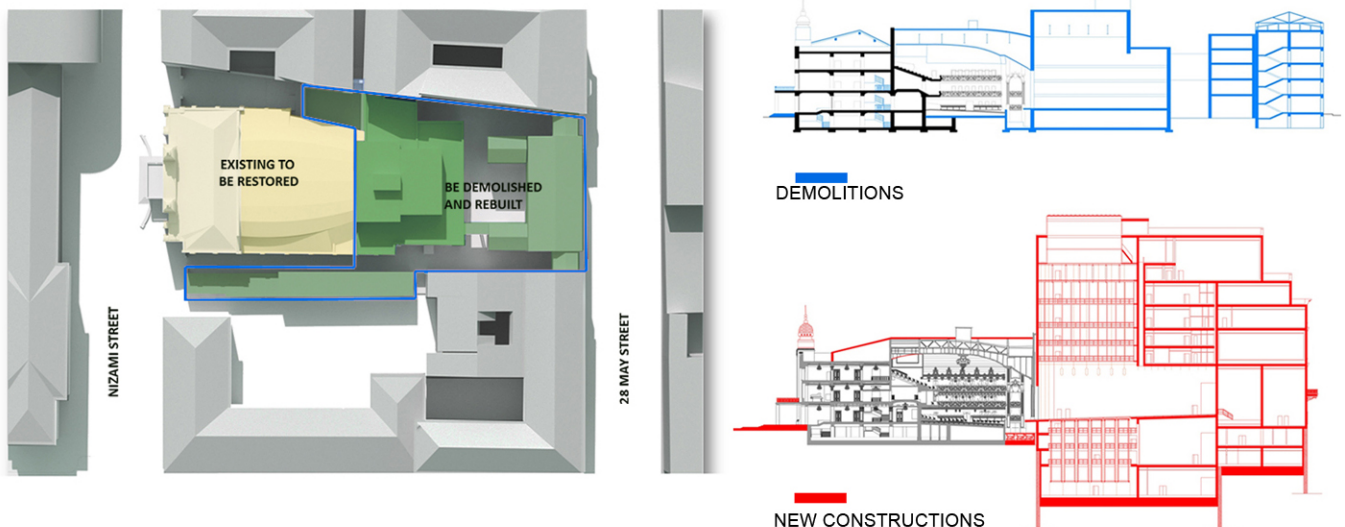 EXISTING TO
BE RESTORED
BE DEMOLISHED
AND REBUILT
NIZAMI STREET
28 MAY STREET
DEMOLITIONS
NEW CONSTRUCTIONS